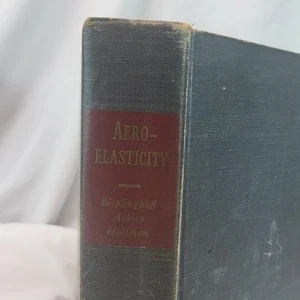 AERO-
ELASTICITY
Bisplinghoff
Ashley
Halfman